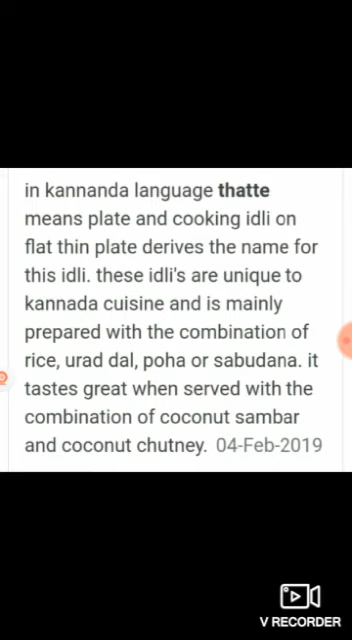 in kannanda language thatte
means plate and cooking idli on
flat thin plate derives the name for
this idli. these idli's are unique to
kannada cuisine and is mainly
prepared with the combination of
rice, urad dal, poha or sabudana. it
tastes great when served with the
combination of coconut sambar
and coconut chutney. 04-Feb-2019
V RECORDER